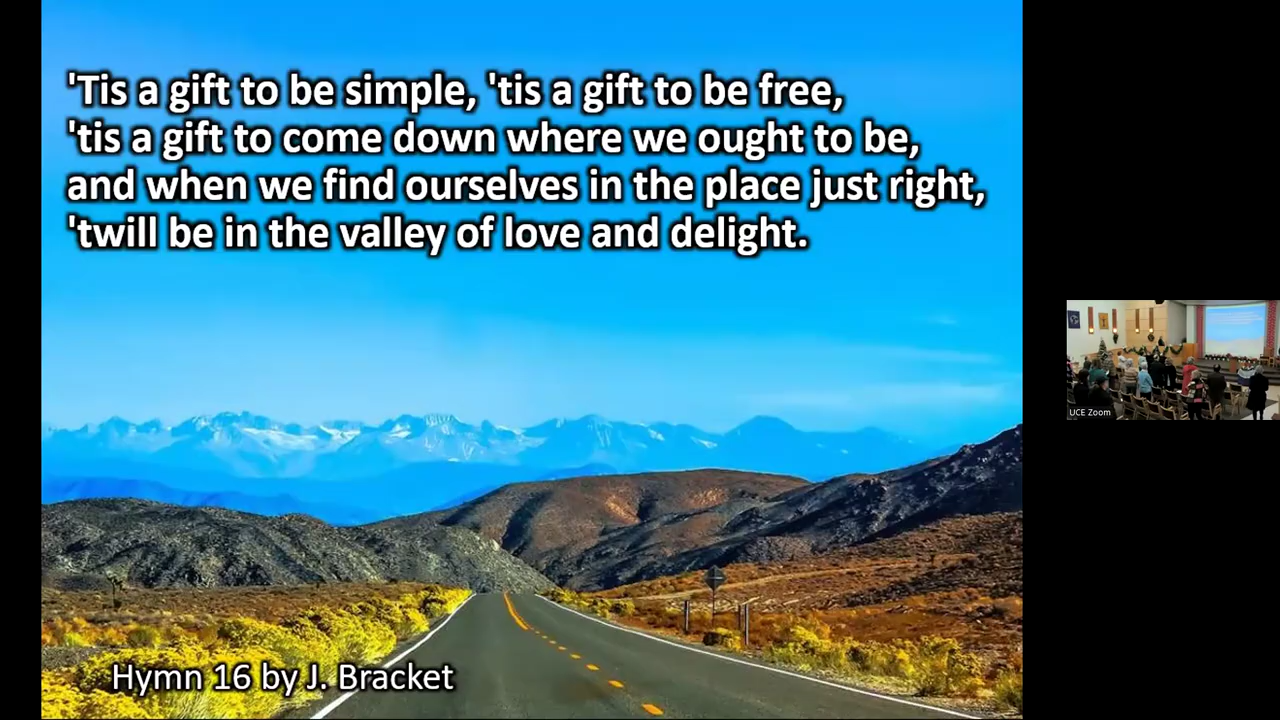 'Tis a gift to be simple, 'tis a gift to be free,
'tis a gift to come down where we ought to be,
and when we find ourselves in the place just right,
'twill be in the valley of love and delight.
Hymn 16 by J. Bracket
UCE Zoom